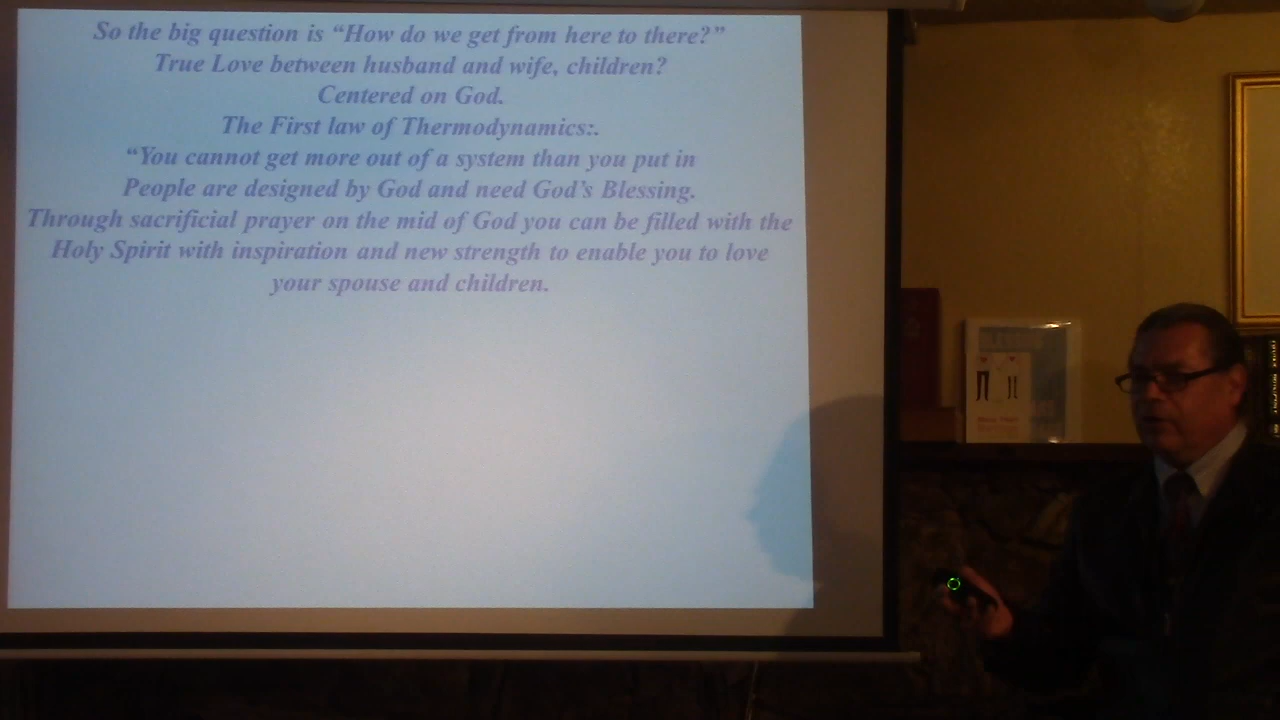 So the big question is “How do we get from here to there?”
True Love between husband and wife, children?
Centered on God.
The First law of Thermodynamics:.
“You cannot get more out of a system than you put in
People are designed by God and need God’s Blessing.
Through sacrificial prayer on the mid of God you can be filled with the
Holy Spirit with inspiration and new strength to enable you to love
your spouse and children.